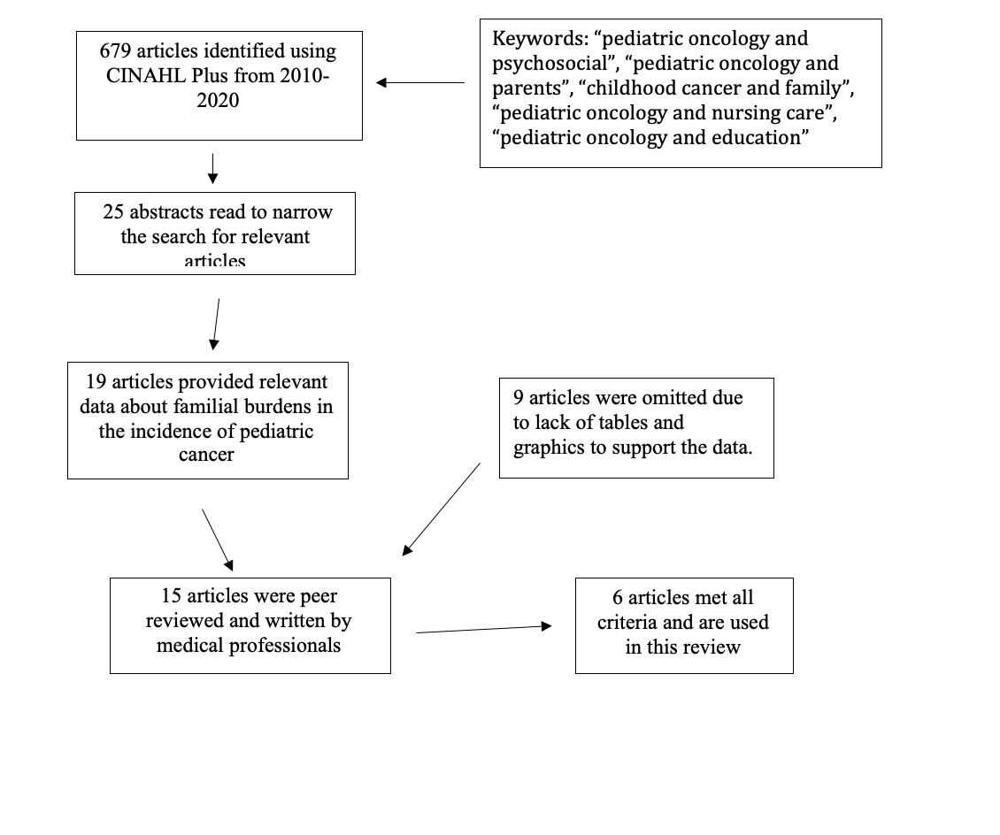 679 articles identified using
CINAHL Plus from 2010-
2020
Keywords: “pediatric oncology and
psychosocial”, “pediatric oncology and
parents”, “childhood cancer and family”,
“pediatric oncology and nursing care”,
“pediatric oncology and education”
25 abstracts read to narrow
the search for relevant
articles
19 articles provided relevant
data about familial burdens in
the incidence of pediatric
cancer
9 articles were omitted due
to lack of tables and
graphics to support the data.
15 articles were peer
reviewed and written by
medical professionals
6 articles met all
criteria and are used
in this review